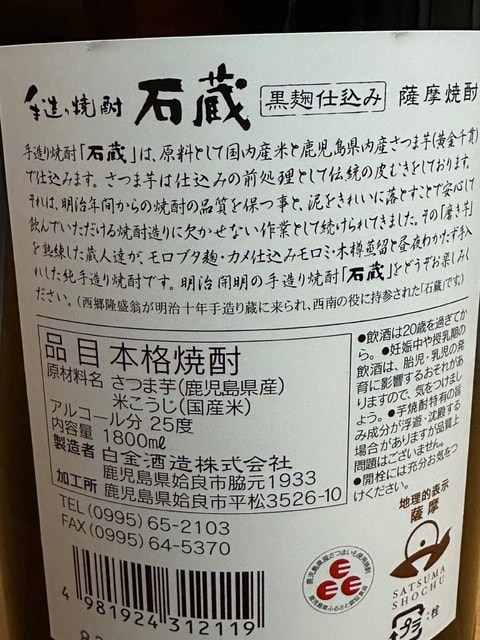 手造り焼酎 石蔵 黒麹仕込み 薩摩焼酎
手造り焼酎「石蔵」は、原料として国内産米と鹿児島県内産さつま芋(黄金千貫)
で仕込みます。さつま芋は仕込みの前処理として伝統の皮むきをしております。
それは、明治年間からの焼酎の品質を保つ事と、泥をきれいに落とすことで安心して
飲んでいただける焼酎造りに欠かせない作業として続けられてきました。その「磨き芋」
を熟練した蔵人達が、モロブタ麹・カメ仕込みモロミ・木樽蒸留と昼夜わかたず手入
れした純手造り焼酎です。明治開明の手造り焼酎「石蔵」をどうぞお楽しみく
ださい。(西郷隆盛翁が明治十年手造り蔵に来られ、西南の役に持参された「石蔵」です)
品目 本格焼酎
原材料名 さつま芋(鹿児島県産)
米こうじ(国産米)
アルコール分 25度
内容量 1800mℓ
製造者 白金酒造株式会社
鹿児島県姶良市脇元1933
加工所 鹿児島県姶良市平松3526-10
TEL (0995) 65-2103
FAX (0995) 64-5370
●飲酒は20歳を過ぎてか
ら。●妊娠中や授乳期の
飲酒は、胎児・乳児の発
育に影響するおそれがあ
りますので、気をつけまし
ょう。●芋焼酎特有の旨
み成分が浮遊・沈殿する
場合がありますが品質上
問題はございません。
●開栓には充分お気をつ
けください。
地理的表示
薩摩
SATSUMA
SHOCHU
プラ :栓
4 981924 312119